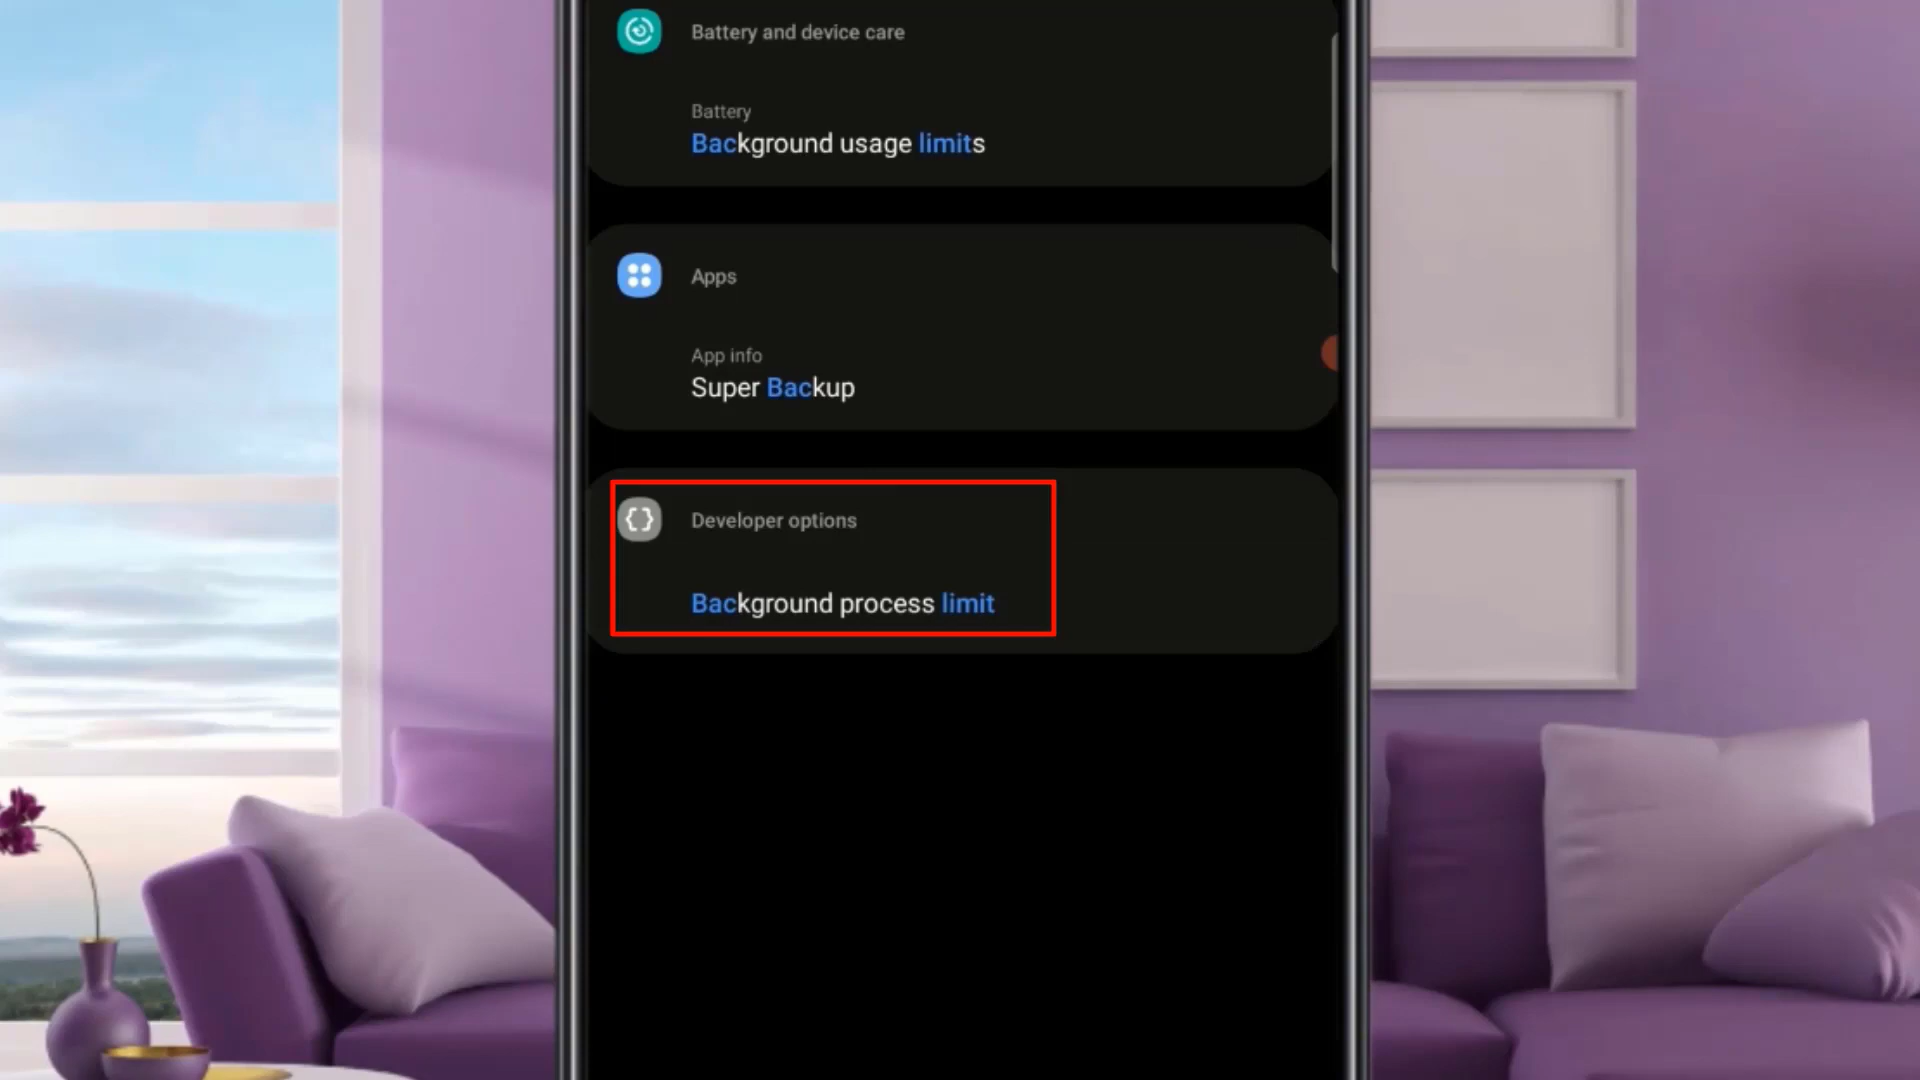 Battery and device care
Battery
Background usage limits
Apps
App info
Super Backup
Developer options
Background process limit